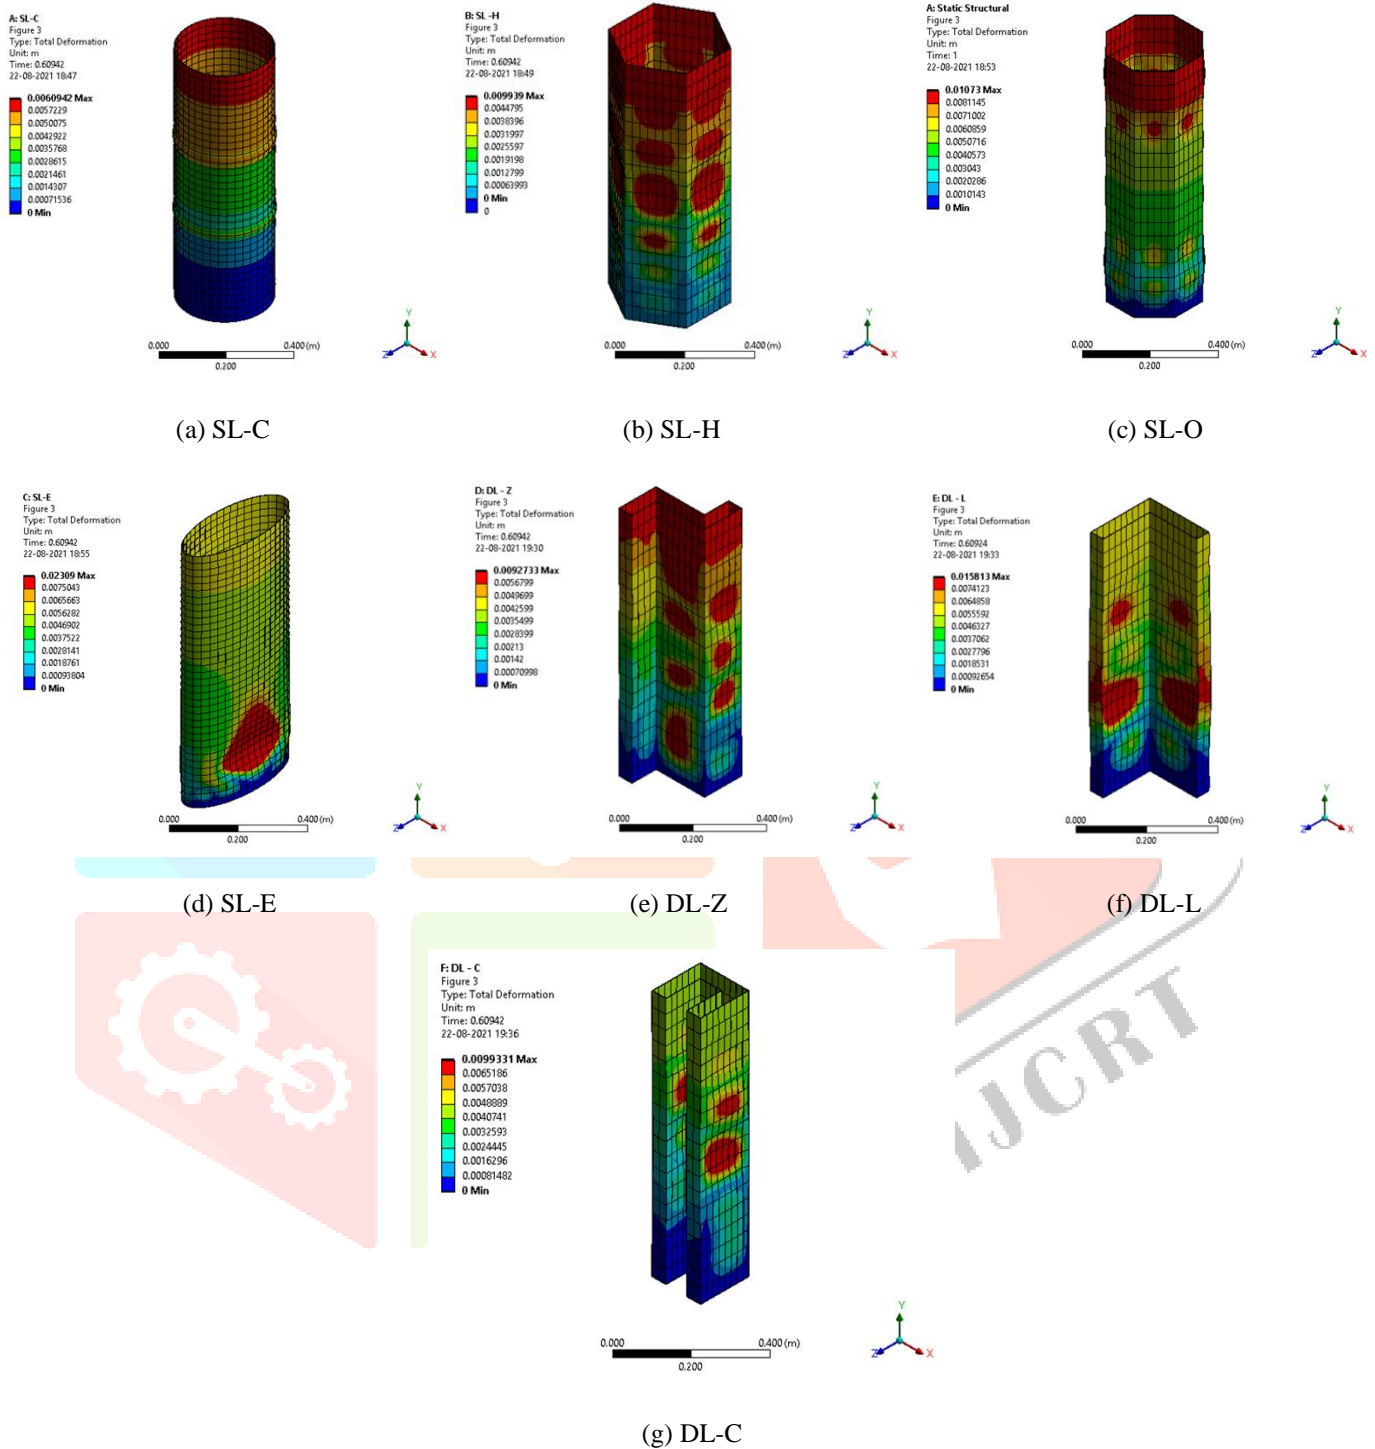 A: SL-C
Figure 3
Type: Total Deformation
Unit: m
Time: 0.60942
22-08-2021 18:47
0.0060942 Max
0.0057229
0.0050075
0.0042922
0.0035768
0.0028615
0.0021461
0.0014307
0.00071536
0 Min
0.000
0.400 (m)
0.200
Y
Z
X
(a) SL-C
B: SL -H
Figure 3
Type: Total Deformation
Unit: m
Time: 0.60942
22-08-2021 18:49
0.009939 Max
0.0044795
0.0038396
0.0031997
0.0025597
0.0019198
0.0012799
0.00063993
0 Min
0
0.000
0.400 (m)
0.200
Y
Z
X
(b) SL-H
A: Static Structural
Figure 3
Type: Total Deformation
Unit: m
Time: 1
22-08-2021 18:53
0.01073 Max
0.0081145
0.0071002
0.0060859
0.0050716
0.0040573
0.003043
0.0020286
0.0010143
0 Min
0.000
0.400 (m)
0.200
Y
Z
X
(c) SL-O
C: SL-E
Figure 3
Type: Total Deformation
Unit: m
Time: 0.60942
22-08-2021 18:55
0.02309 Max
0.0075043
0.0065663
0.0056282
0.0046902
0.0037522
0.0028141
0.0018761
0.00093804
0 Min
0.000
0.400 (m)
0.200
Y
Z
X
(d) SL-E
D: DL - Z
Figure 3
Type: Total Deformation
Unit: m
Time: 0.60942
22-08-2021 19:30
0.0092733 Max
0.0056799
0.0049699
0.0042599
0.0035499
0.0028399
0.00213
0.00142
0.00070998
0 Min
0.000
0.400 (m)
0.200
Y
Z
X
(e) DL-Z
E: DL - L
Figure 3
Type: Total Deformation
Unit: m
Time: 0.60924
22-08-2021 19:33
0.015813 Max
0.0074123
0.0064858
0.0055592
0.0046327
0.0037062
0.0027796
0.0018531
0.00092654
0 Min
0.000
0.400 (m)
0.200
Y
Z
X
(f) DL-L
F: DL - C
Figure 3
Type: Total Deformation
Unit: m
Time: 0.60942
22-08-2021 19:36
0.0099331 Max
0.0065186
0.0057038
0.0048889
0.0040741
0.0032593
0.0024445
0.0016296
0.00081482
0 Min
0.000
0.400 (m)
0.200
Y
Z
X
(g) DL-C
JCRT